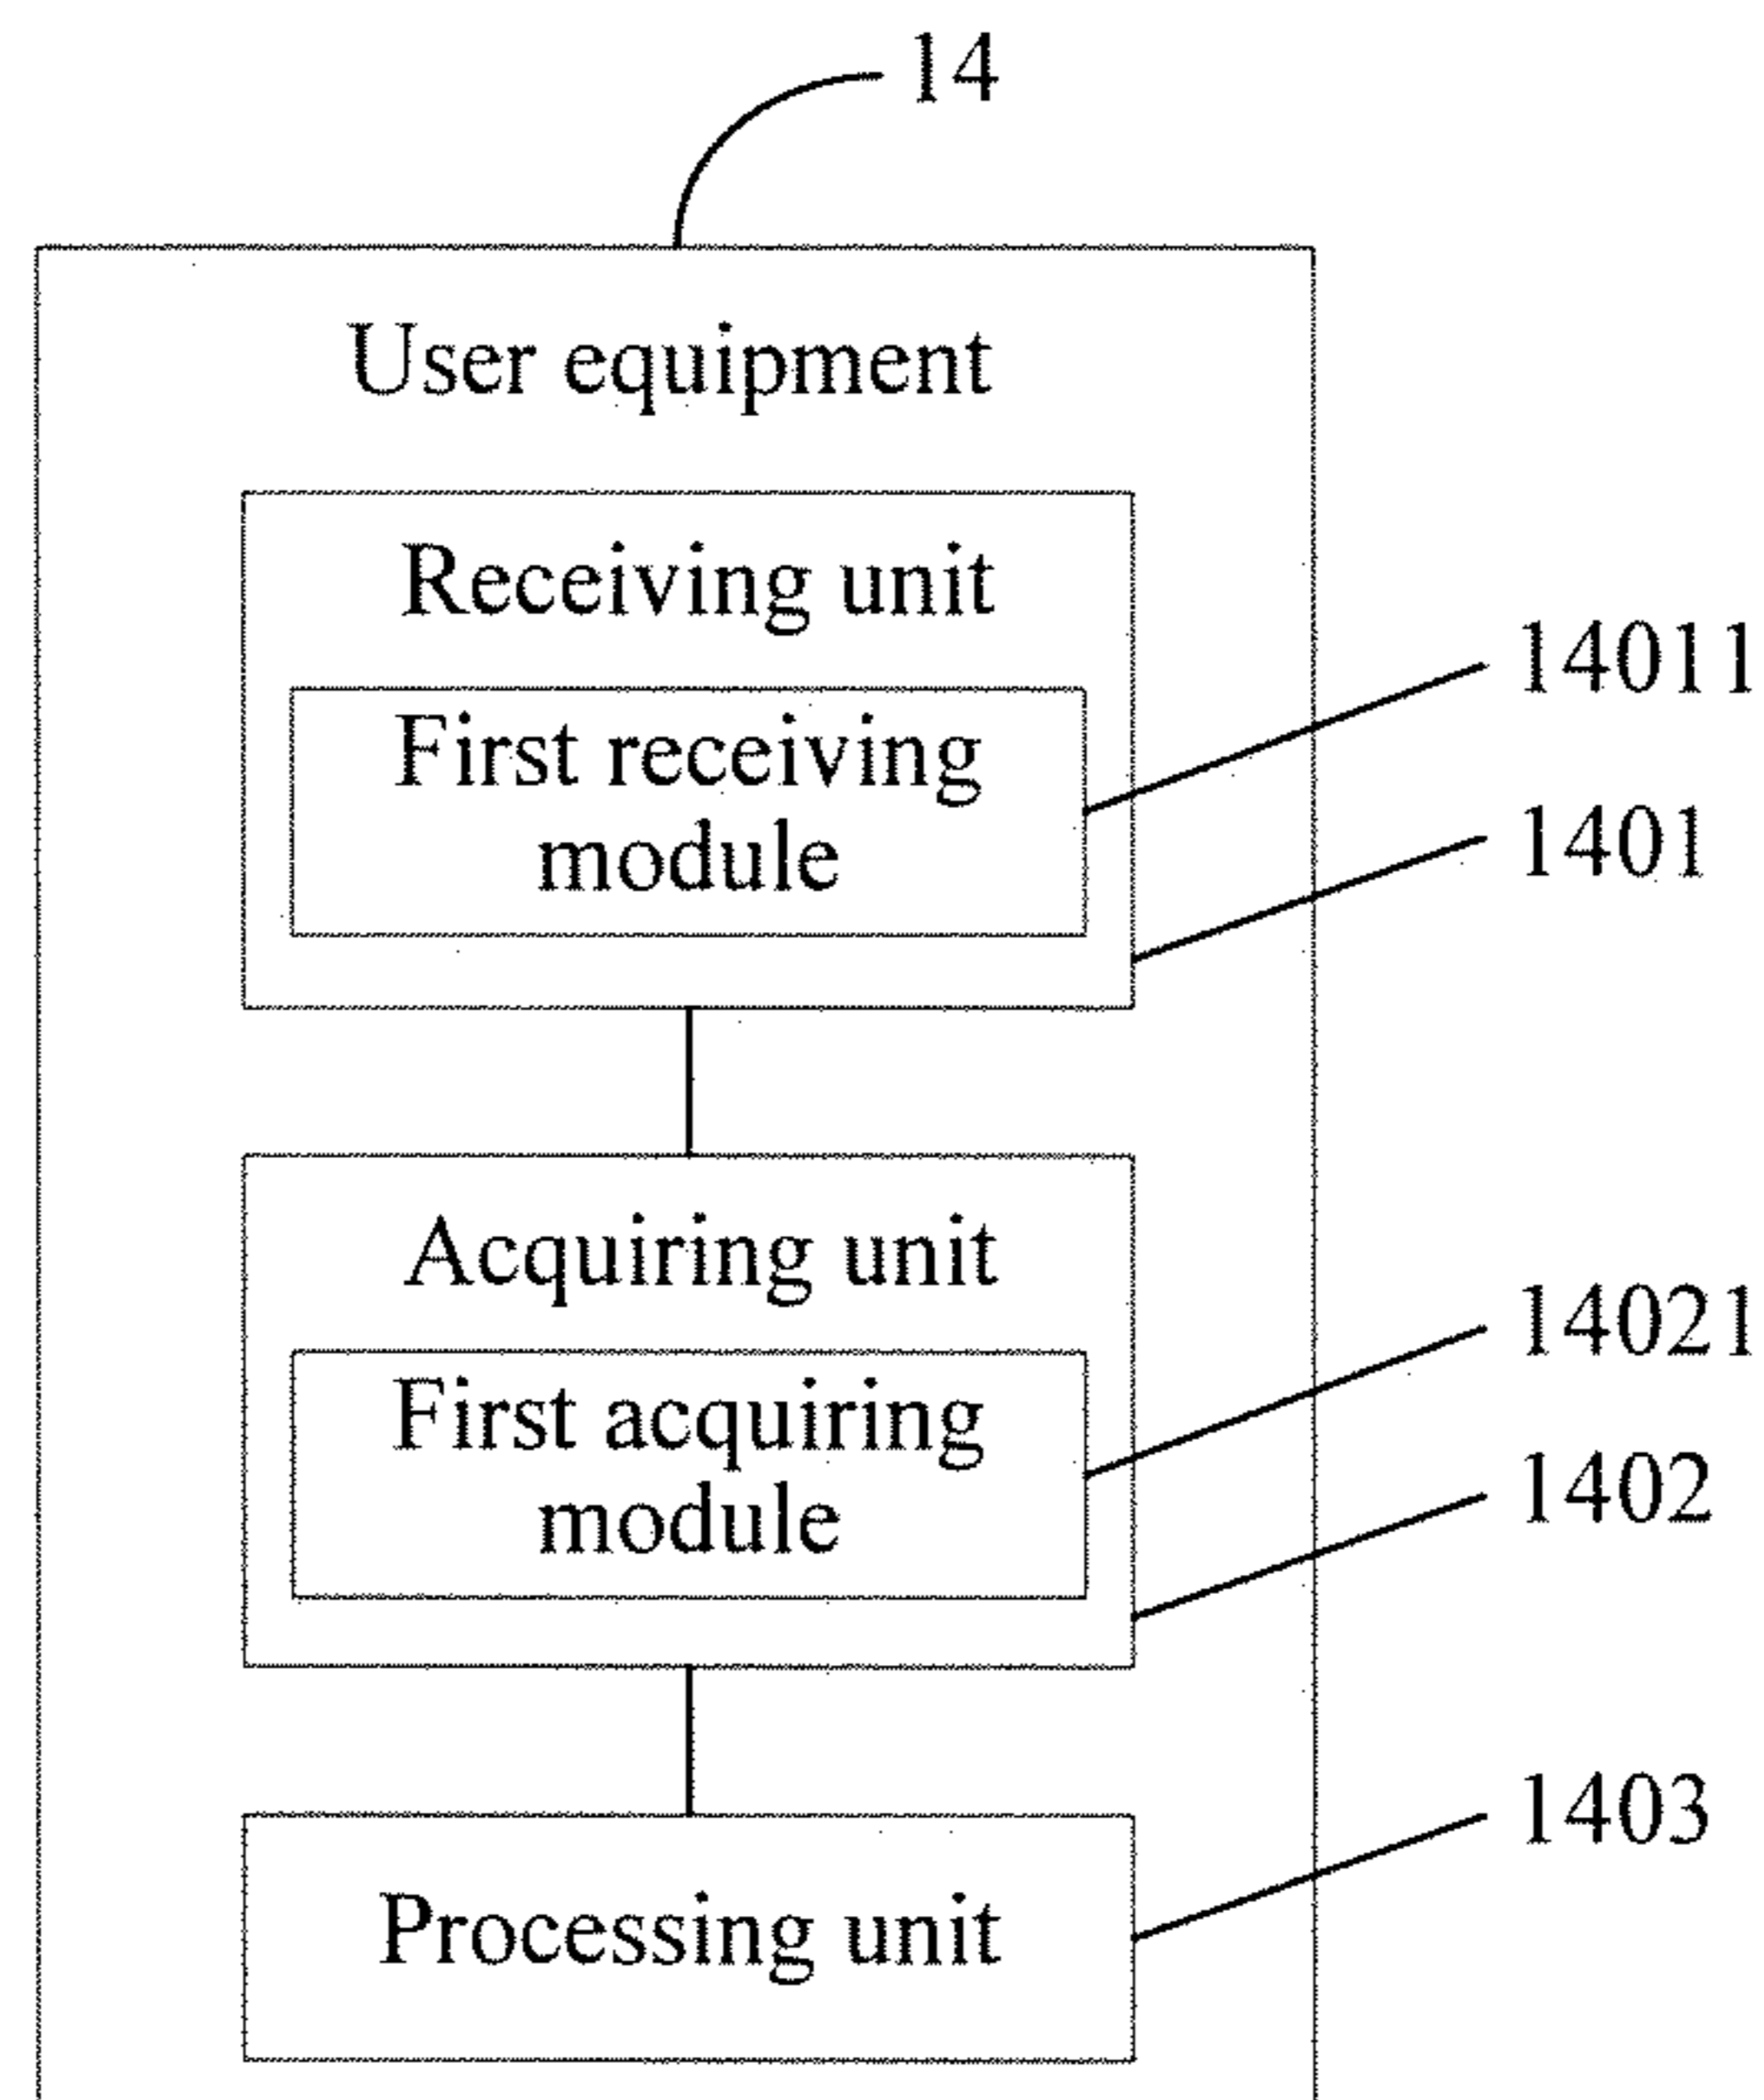 14
User equipment
Receiving unit
First receiving
module
14011
1401
Acquiring unit
First acquiring
module
14021
1402
Processing unit
1403